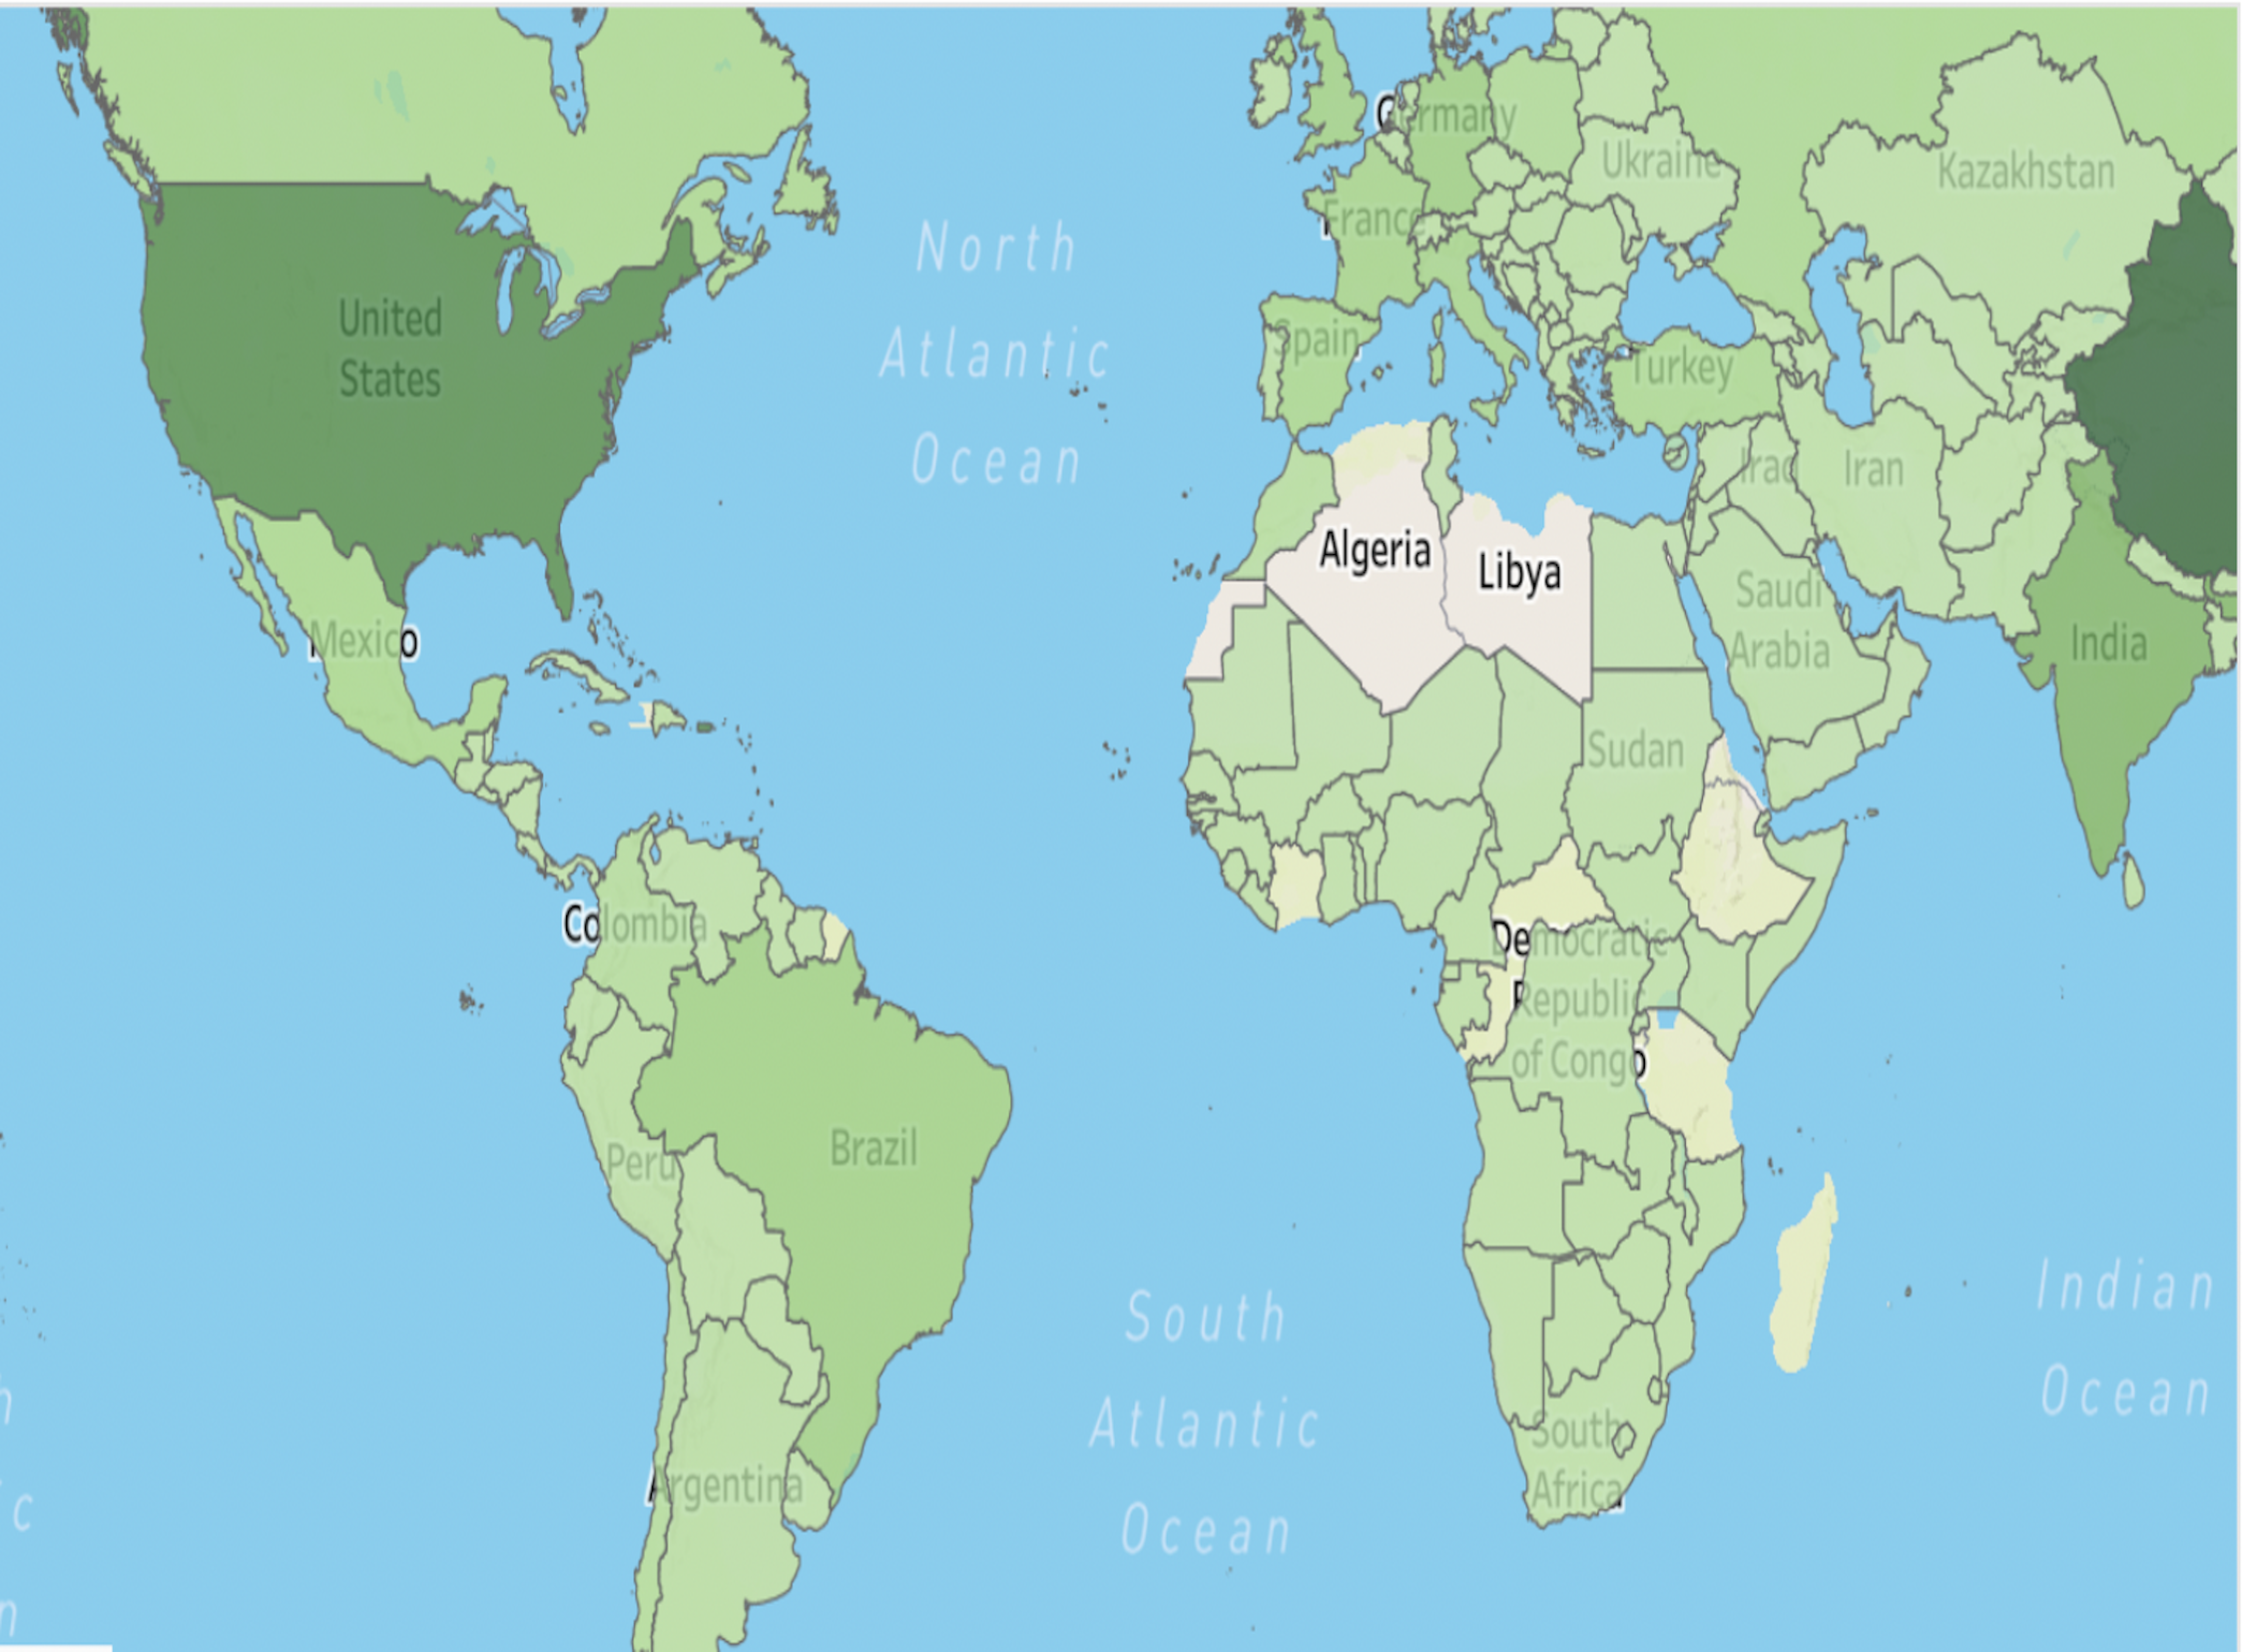 Germany
Ukraine
Kazakhstan
France
North
Atlantic
Ocean
United
States
Spain
Turkey
Iraq
Iran
Algeria
Libya
Mexico
Saudi
Arabia
India
Sudan
Colombia
Democratic
Republic
of Congo
Peru
Brazil
South
Atlantic
Ocean
Indian
Ocean
Argentina
South
Africa